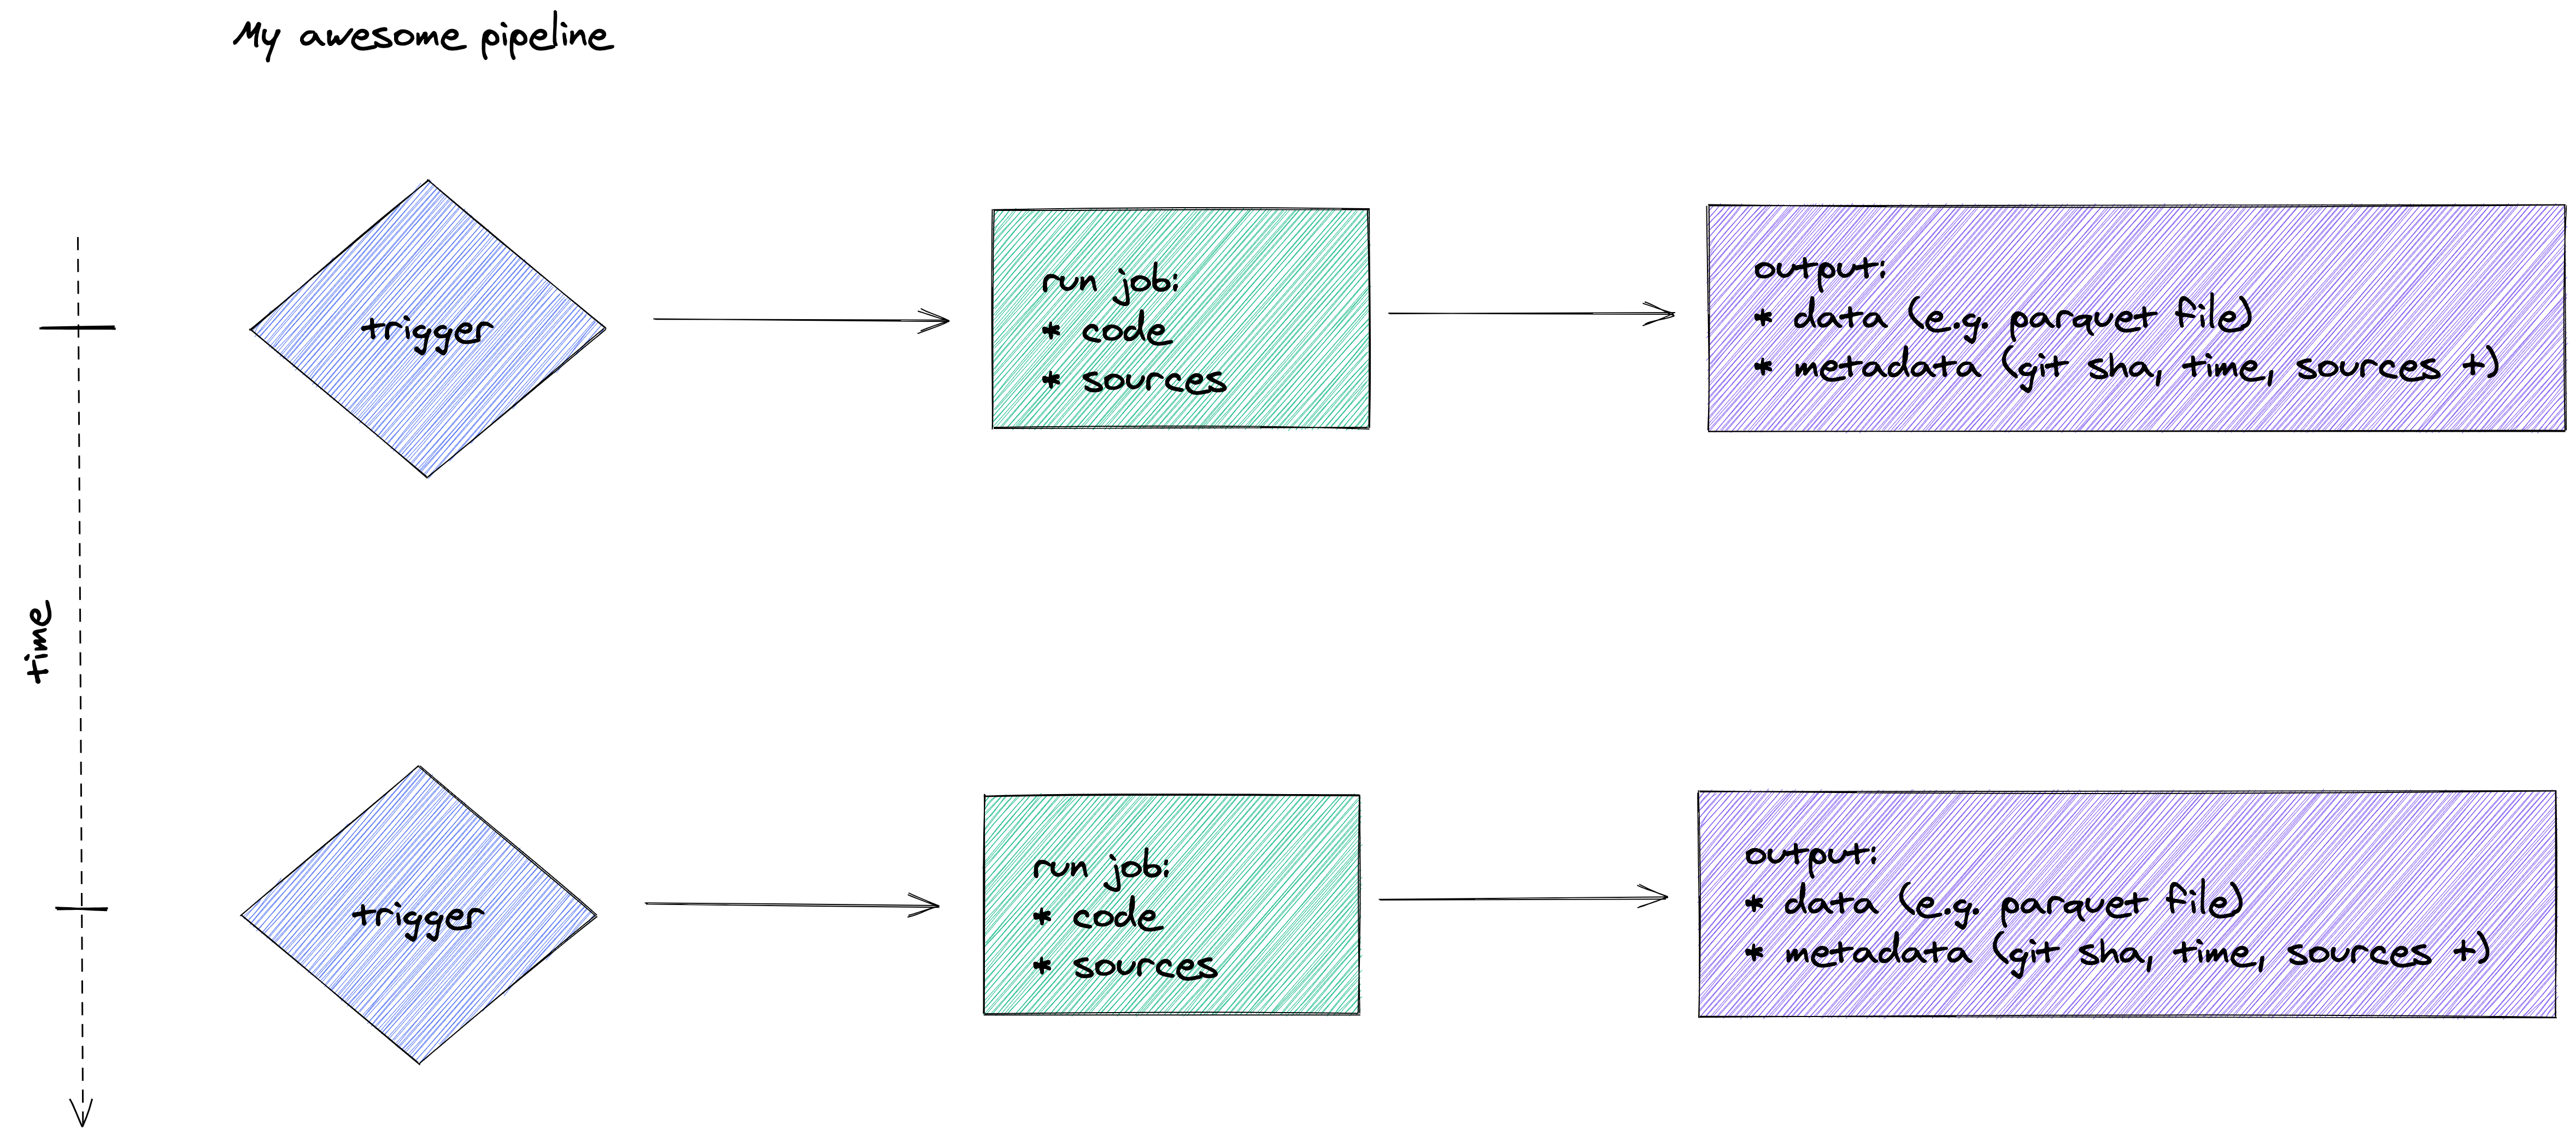 My awesome pipeline
trigger
run job:
* code
* sources
output:
* data (e.g. parquet file)
* metadata (git sha, time, sources +)
time
trigger
run job:
* code
* sources
output:
* data (e.g. parquet file)
* metadata (git sha, time, sources +)